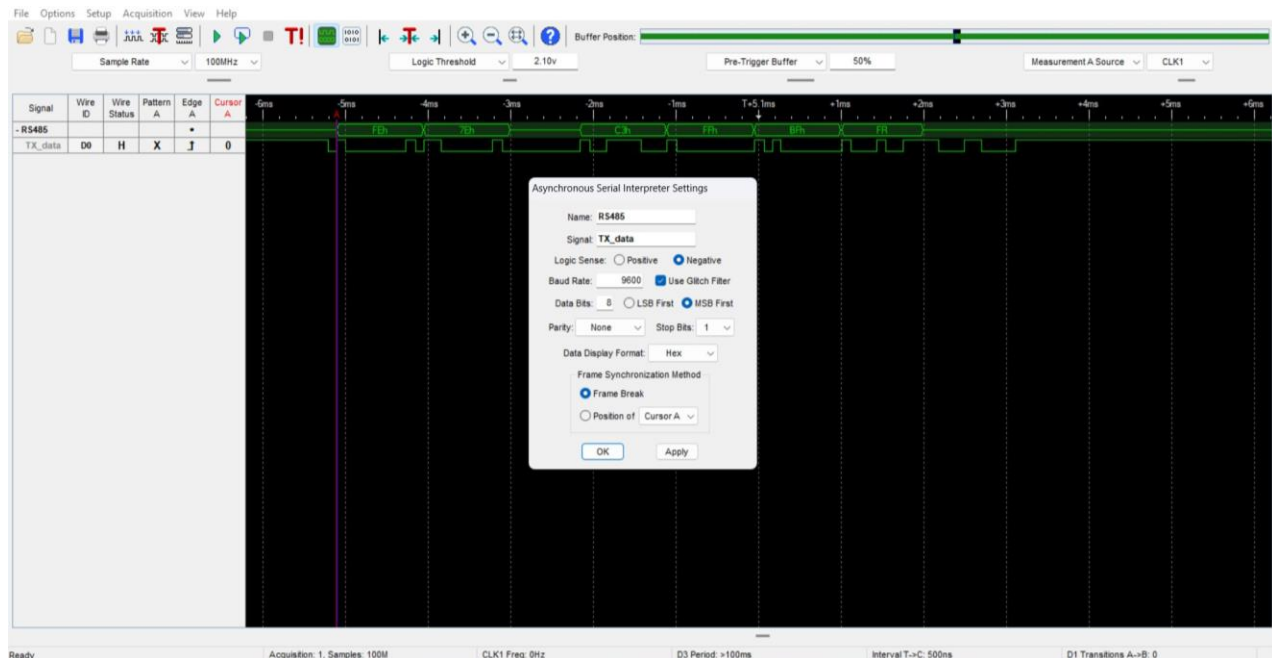 File Options Setup Acquisition View Help
T! 1010 0101 T Buffer Position:
Sample Rate 100MHz Logic Threshold 2.10v Pre-Trigger Buffer 50% Measurement A Source CLK1
Signal Wire ID Wire Status Pattern A Edge A Cursor A
-6ms -5ms -4ms -3ms -2ms -1ms T+5.1ms +1ms +2ms +3ms +4ms +5ms +6ms
A
- RS485 FEh 7Eh C3h FFh BFh FR
TX_data D0 H X 0
Asynchronous Serial Interpreter Settings
Name: RS485
Signal: TX_data
Logic Sense: Positive Negative
Baud Rate: 9600 Use Glitch Filter
Data Bits: 8 LSB First MSB First
Parity: None Stop Bits: 1
Data Display Format: Hex
Frame Synchronization Method
Frame Break
Position of Cursor A
OK Apply
Ready Acquisition: 1, Samples: 100M CLK1 Freq: 0Hz D3 Period: >100ms Interval T->C: 500ns D1 Transitions A->B: 0